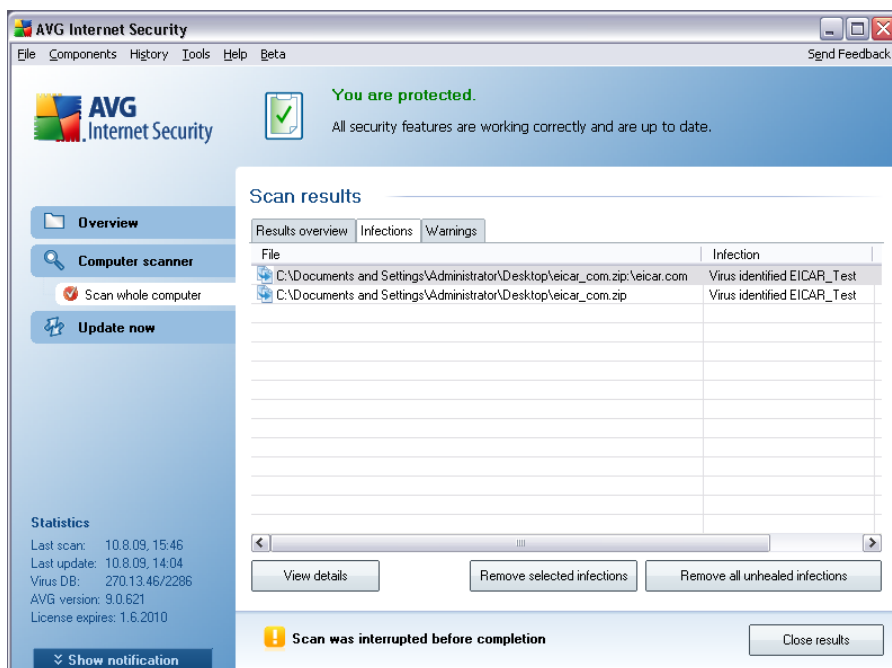 AVG Internet Security
File Components History Tools Help Beta Send Feedback
AVG
Internet Security
You are protected.
All security features are working correctly and are up to date.
Overview
Computer scanner
Scan whole computer
Update now
Scan results
Results overview Infections Warnings
File Infection
C:\Documents and Settings\Administrator\Desktop\eicar_com.zip:\eicar.com Virus identified EICAR_Test
C:\Documents and Settings\Administrator\Desktop\eicar_com.zip Virus identified EICAR_Test
View details Remove selected infections Remove all unhealed infections
Scan was interrupted before completion Close results
Statistics
Last scan: 10.8.09, 15:46
Last update: 10.8.09, 14:04
Virus DB: 270.13.46/2286
AVG version: 9.0.621
License expires: 1.6.2010
Show notification